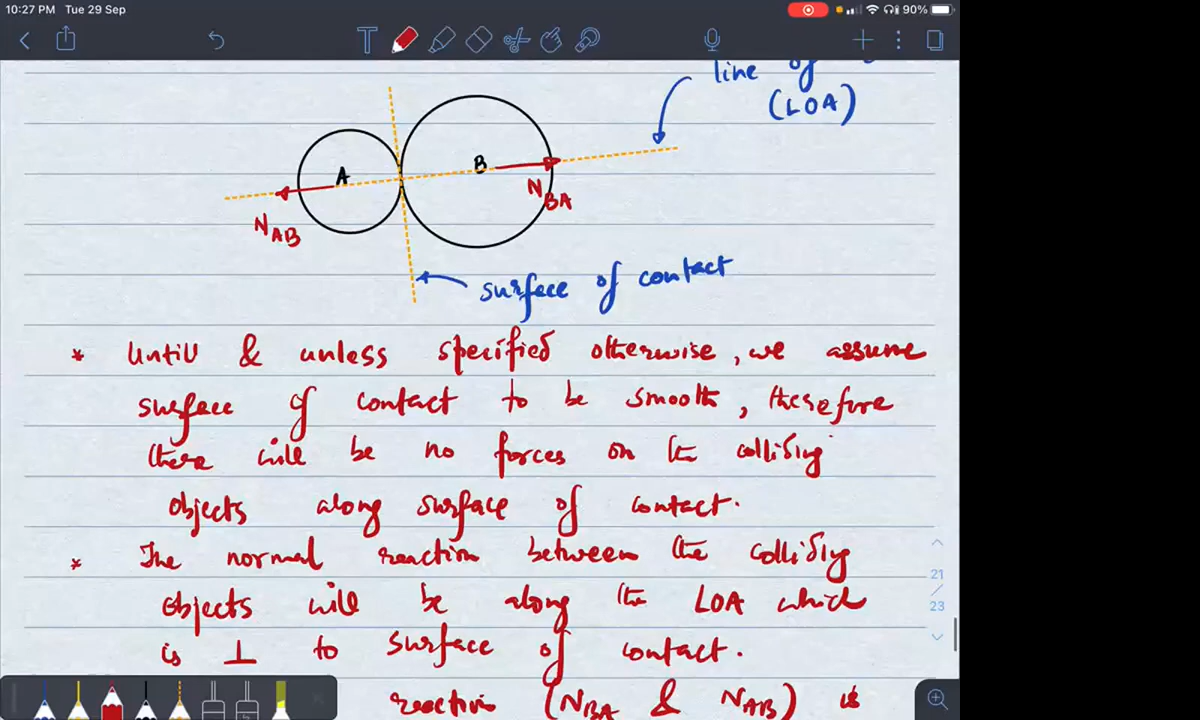 10:27 PM Tue 29 Sep
90%
line of
(LOA)
A
B
NAB
NBA
surface of contact
* Until & unless specified otherwise, we assume
surface of contact to be smooth, therefore
there will be no forces on the colliding
objects along surface of contact.
* The normal reaction between the colliding
objects will be along the LOA which
is ⊥ to surface of contact.
reaction (NBA & NAB) is
21
/
23